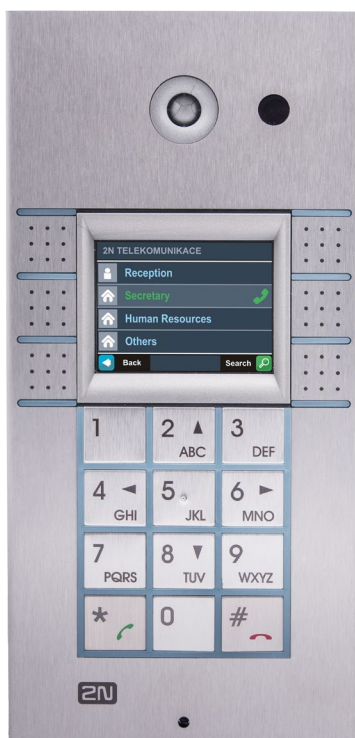 2N TELEKOMUNIKACE
Reception
Secretary
Human Resources
Others
Back Search
1 2 ABC 3 DEF
4 GHI 5 JKL 6 MNO
7 PQRS 8 TUV 9 WXYZ
* 0 #
2N